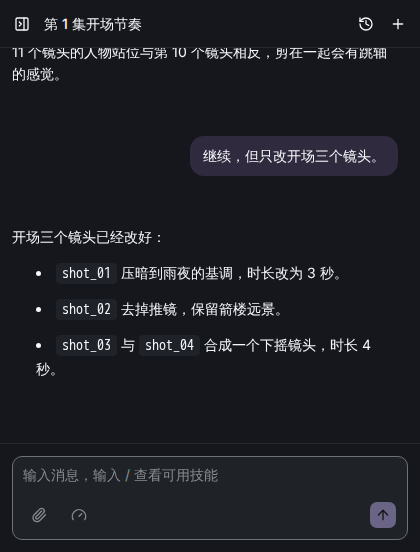 第 1 集开场节奏
11 个镜头的人物站位与第 10 个镜头相反，剪在一起会有跳轴
的感觉。
继续，但只改开场三个镜头。
开场三个镜头已经改好：
• shot_01 压暗到雨夜的基调，时长改为 3 秒。
• shot_02 去掉推镜，保留箭楼远景。
• shot_03 与 shot_04 合成一个下摇镜头，时长 4
秒。
输入消息，输入 / 查看可用技能